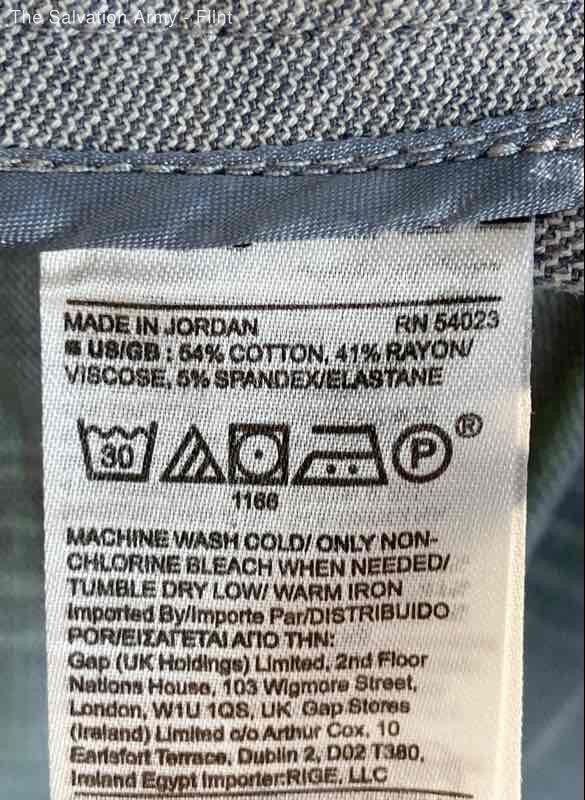 The Salvation Army - Flint
MADE IN JORDAN RN 54023
US/GB : 54% COTTON, 41% RAYON/
VISCOSE, 5% SPANDEX/ELASTANE
30 P ®
1166
MACHINE WASH COLD/ ONLY NON-
CHLORINE BLEACH WHEN NEEDED/
TUMBLE DRY LOW/ WARM IRON
Imported By/Importe Par/DISTRIBUIDO
POR/ΕΙΣΑΓΕΤΑΙ ΑΠΟ ΤΗΝ:
Gap (UK Holdings) Limited, 2nd Floor
Nations House, 103 Wigmore Street,
London, W1U 1QS, UK Gap Stores
(Ireland) Limited c/o Arthur Cox, 10
Earlsfort Terrace, Dublin 2, D02 T380,
Ireland Egypt Importer:RIGE, LLC